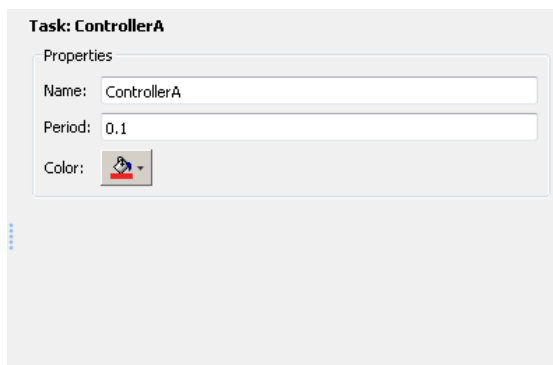 Task: ControllerA
Properties
Name: ControllerA
Period: 0.1
Color: